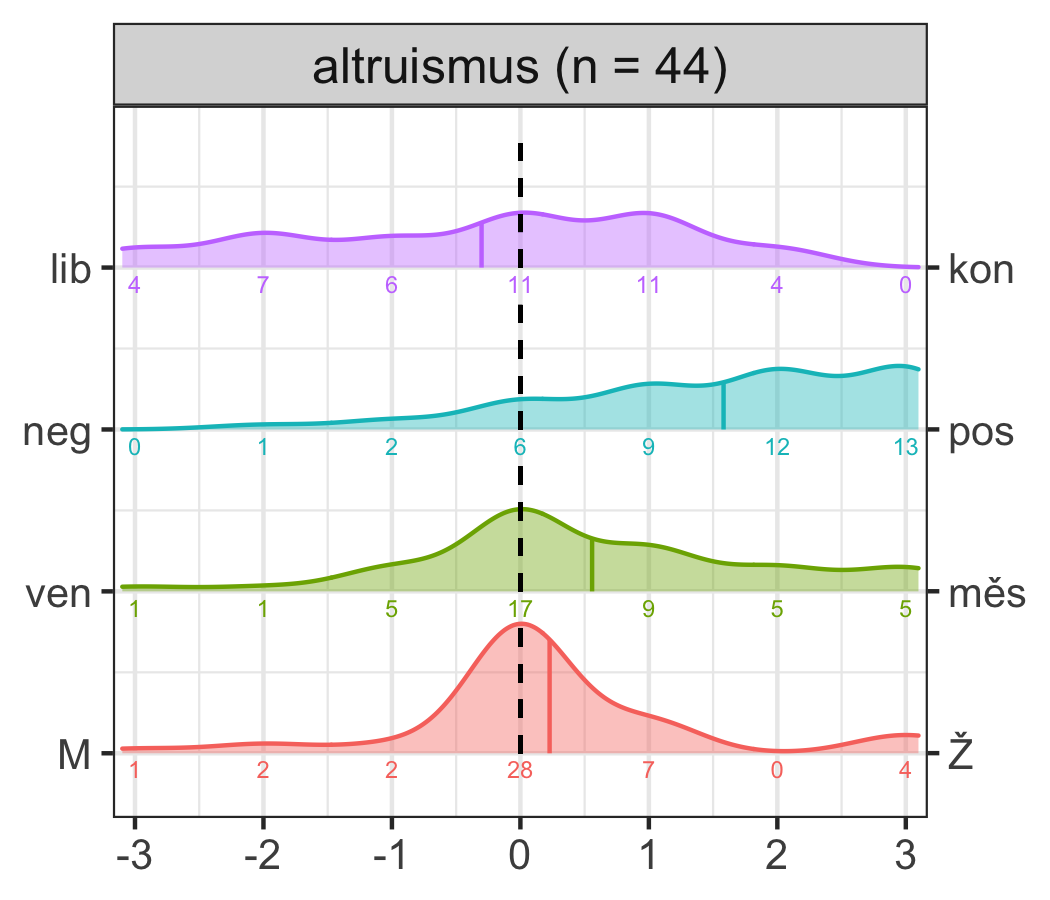 altruismus (n = 44)
lib kon
4 7 6 11 11 4 0
neg pos
0 1 2 6 9 12 13
ven měs
1 1 5 17 9 5 5
M Ž
1 2 2 28 7 0 4
-3 -2 -1 0 1 2 3